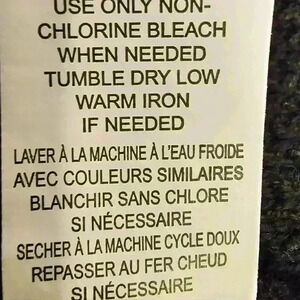 USE ONLY NON-
CHLORINE BLEACH
WHEN NEEDED
TUMBLE DRY LOW
WARM IRON
IF NEEDED
LAVER À LA MACHINE À L'EAU FROIDE
AVEC COULEURS SIMILAIRES
BLANCHIR SANS CHLORE
SI NÉCESSAIRE
SECHER À LA MACHINE CYCLE DOUX
REPASSER AU FER CHEUD
SI NÉCESSAIRE